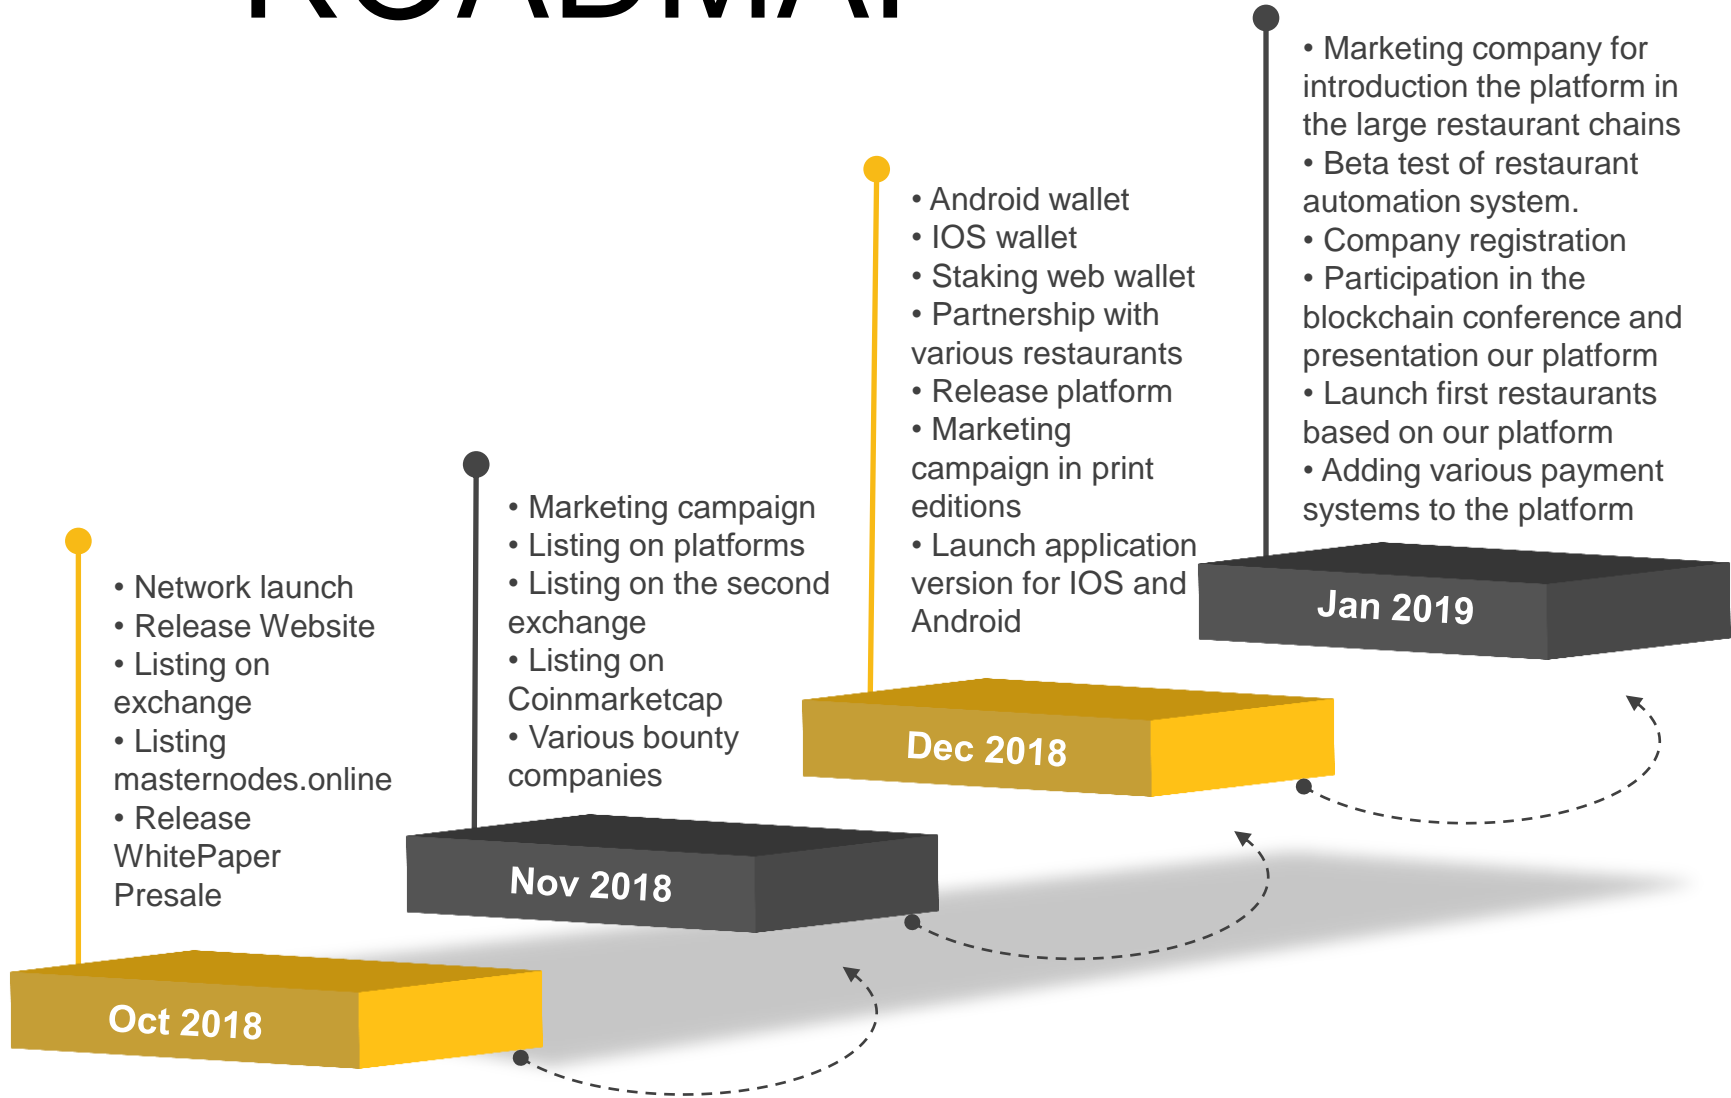 ROADMAP
• Network launch
• Release Website
• Listing on
exchange
• Listing
masternodes.online
• Release
WhitePaper
Presale
Oct 2018
• Marketing campaign
• Listing on platforms
• Listing on the second
exchange
• Listing on
Coinmarketcap
• Various bounty
companies
Nov 2018
• Android wallet
• IOS wallet
• Staking web wallet
• Partnership with
various restaurants
• Release platform
• Marketing
campaign in print
editions
• Launch application
version for IOS and
Android
Dec 2018
• Marketing company for
introduction the platform in
the large restaurant chains
• Beta test of restaurant
automation system.
• Company registration
• Participation in the
blockchain conference and
presentation our platform
• Launch first restaurants
based on our platform
• Adding various payment
systems to the platform
Jan 2019